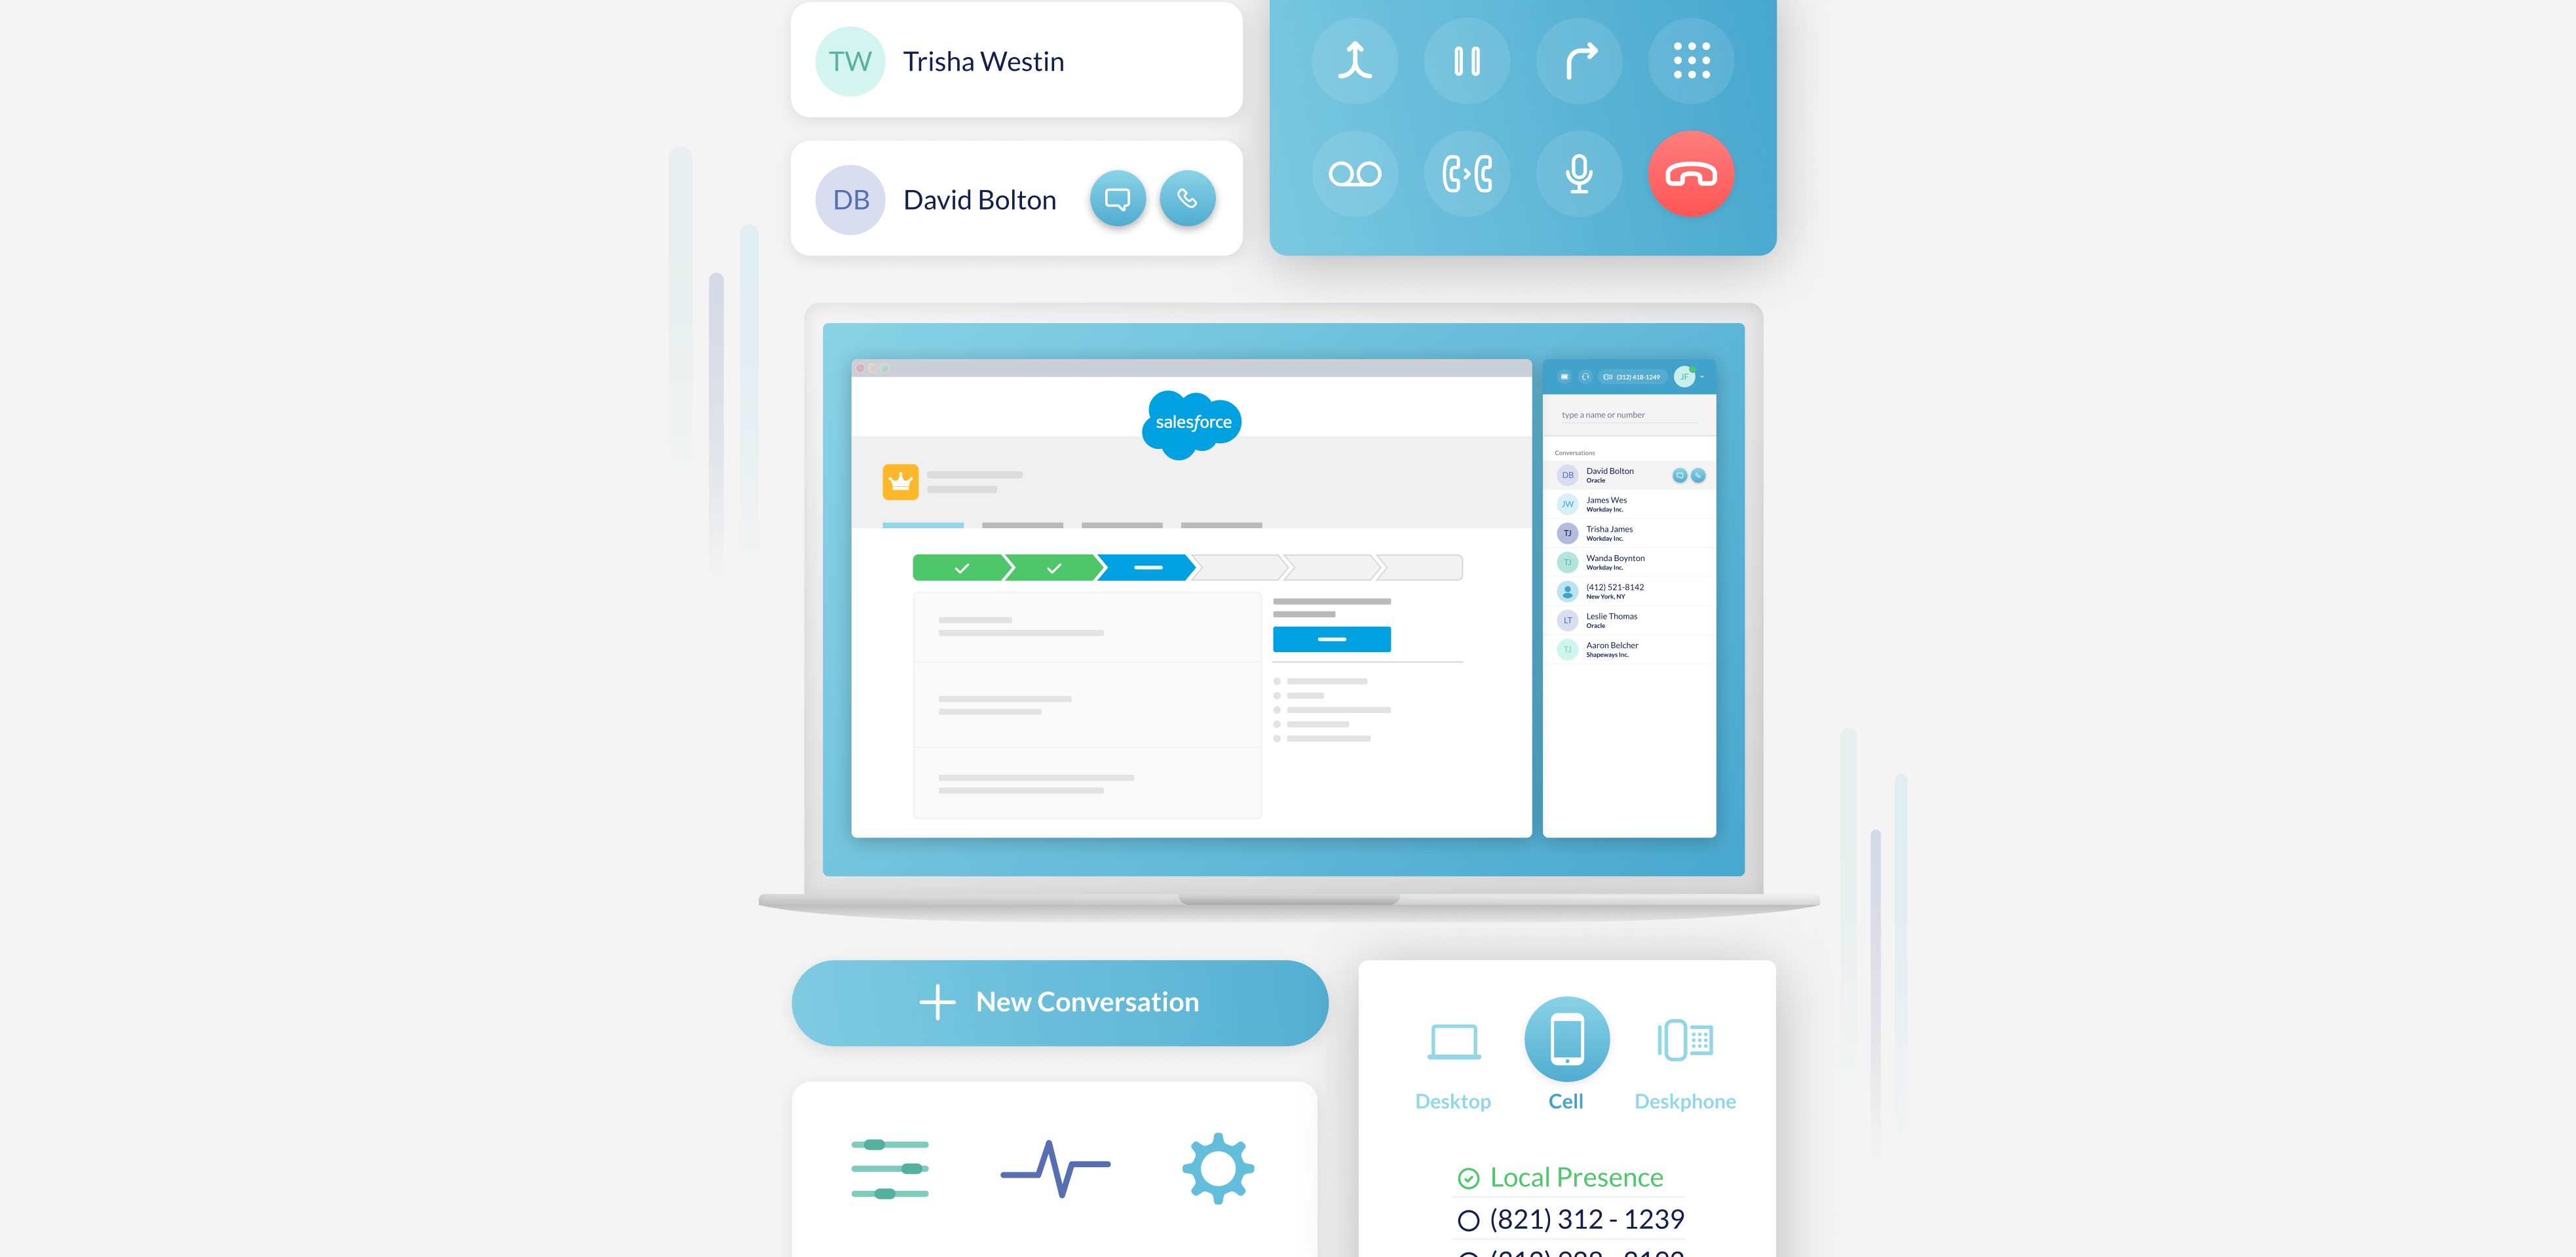 TW Trisha Westin
DB David Bolton
salesforce
(312) 418-1249 JF
type a name or number
Conversations
DB David Bolton
Oracle
JW James Wes
Workday Inc.
TJ Trisha James
Workday Inc.
TJ Wanda Boynton
Workday Inc.
(412) 521-8142
New York, NY
LT Leslie Thomas
Oracle
TJ Aaron Belcher
Shapeways Inc.
New Conversation
Desktop Cell Deskphone
Local Presence
(821) 312 - 1239